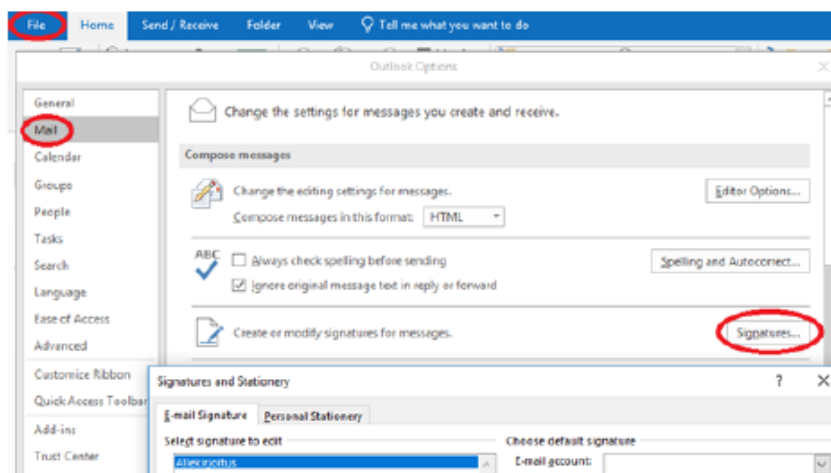 File Home Send / Receive Folder View Tell me what you want to do
Outlook Options
General
Mail
Calendar
Groups
People
Tasks
Search
Language
Ease of Access
Advanced
Customize Ribbon
Quick Access Toolbar
Add-ins
Trust Center
Change the settings for messages you create and receive.
Compose messages
Change the editing settings for messages.
Editor Options...
Compose messages in this format: HTML
ABC
Always check spelling before sending
Spelling and Autocorrect...
Ignore original message text in reply or forward
Create or modify signatures for messages.
Signatures...
Signatures and Stationery
E-mail Signature Personal Stationery
Select signature to edit
Choose default signature
Allekirjoitus
E-mail account: